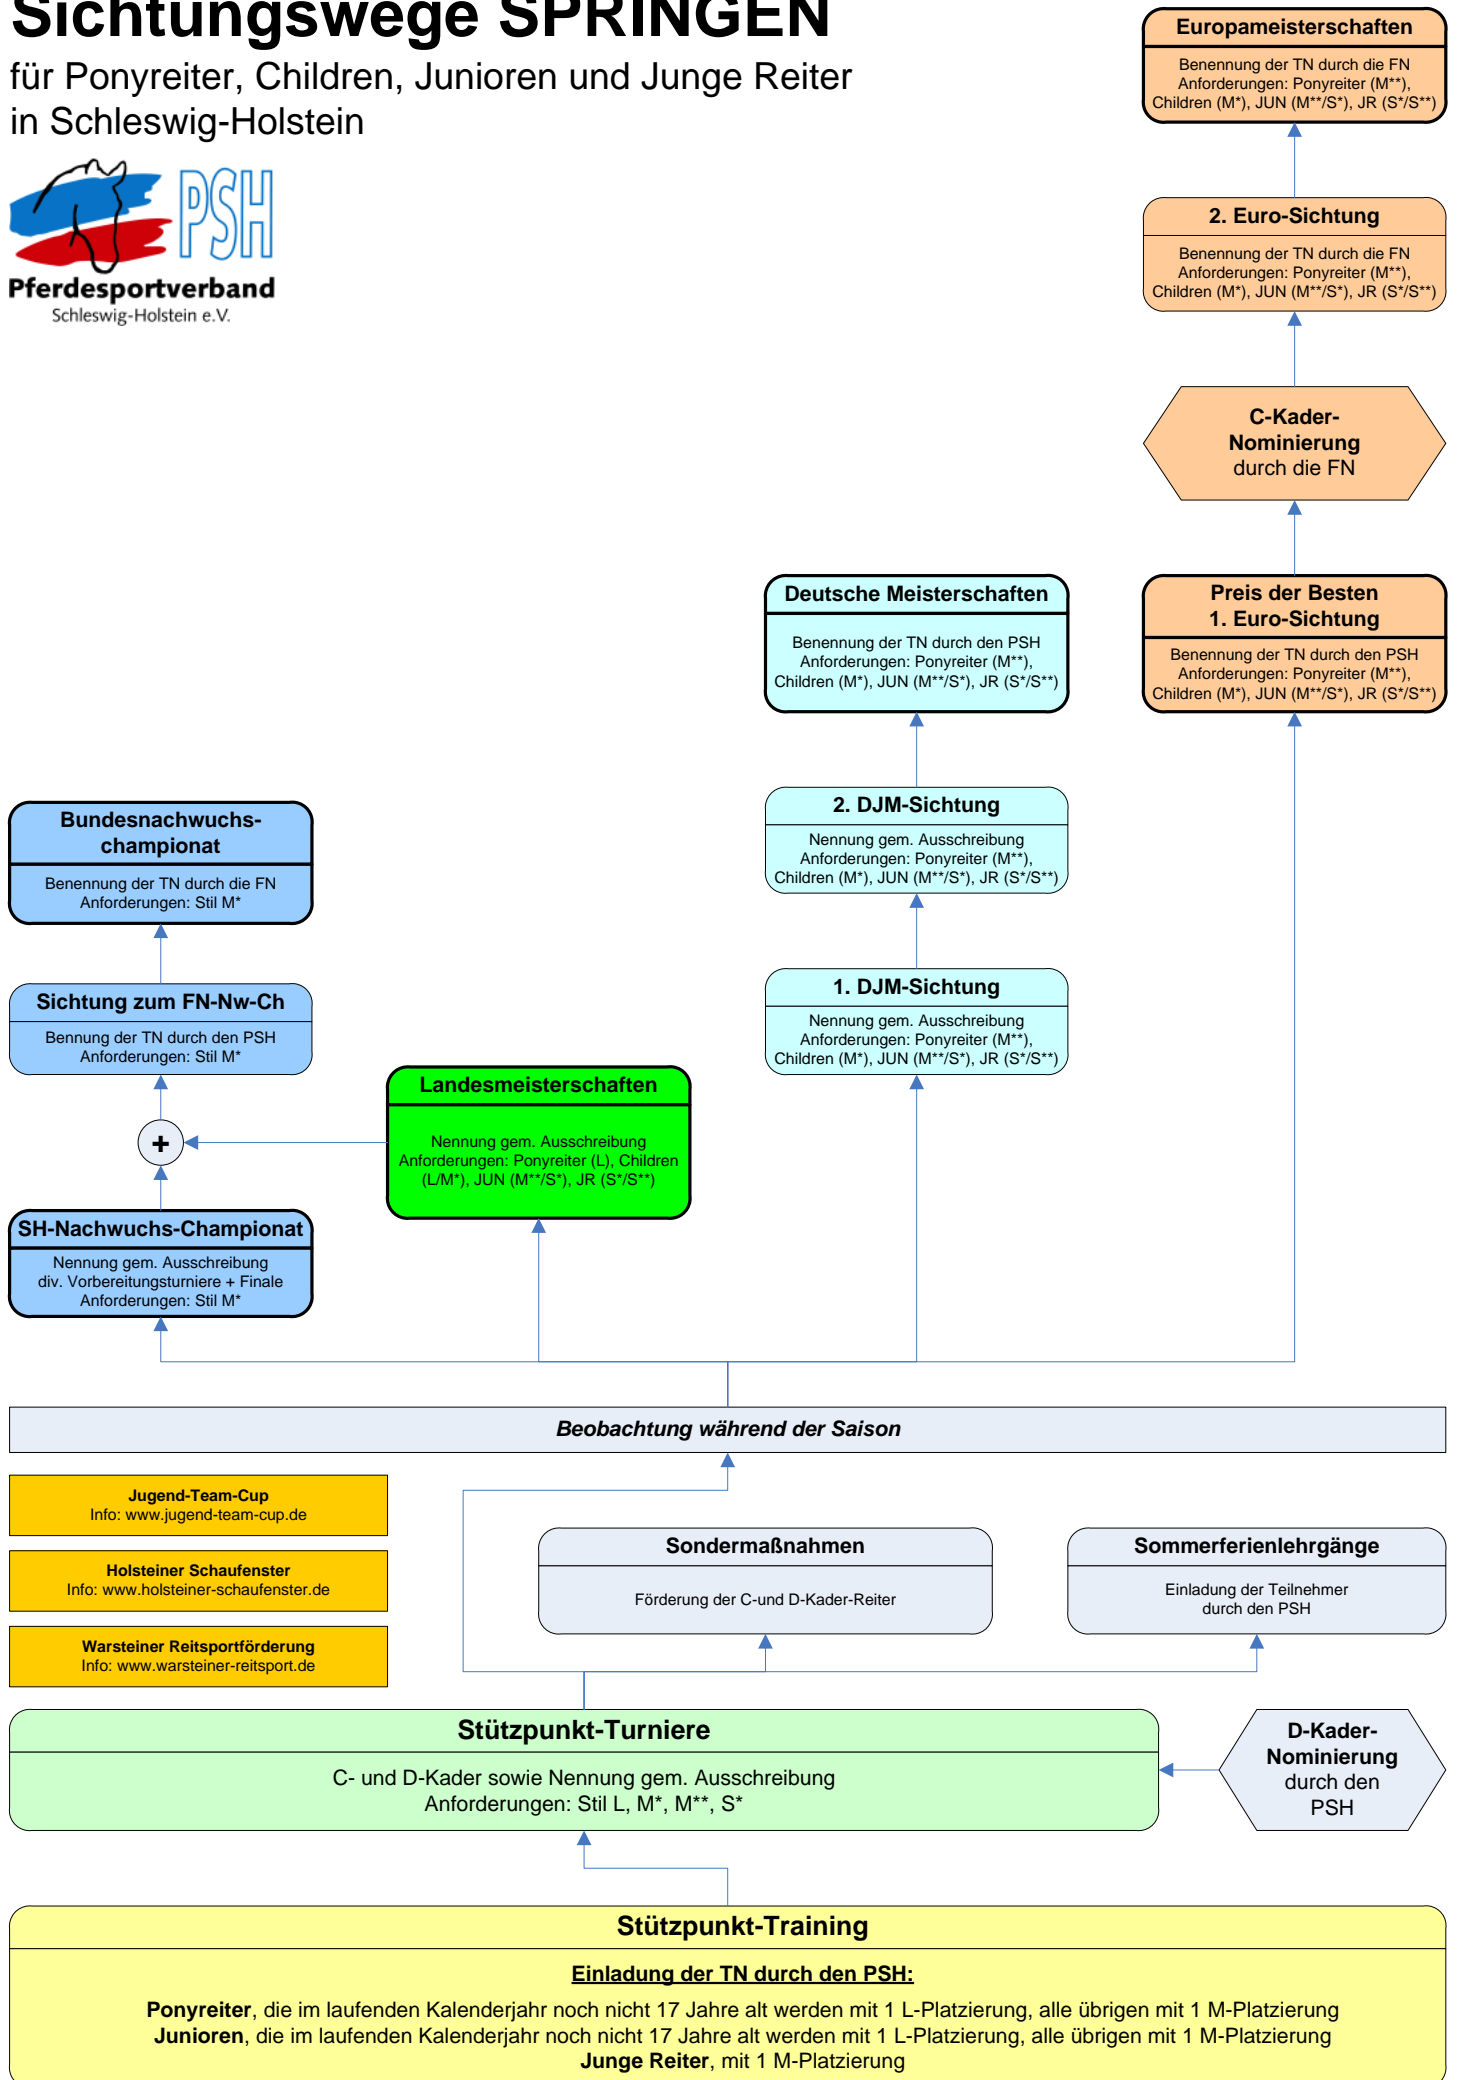 Sichtungswege SPRINGEN
für Ponyreiter, Children, Junioren und Junge Reiter
in Schleswig-Holstein
PSH
Pferdesportverband
Schleswig-Holstein e.V.
Europameisterschaften
Benennung der TN durch die FN
Anforderungen: Ponyreiter (M**),
Children (M*), JUN (M**/S*), JR (S*/S**)
2. Euro-Sichtung
Benennung der TN durch die FN
Anforderungen: Ponyreiter (M**),
Children (M*), JUN (M**/S*), JR (S*/S**)
C-Kader-
Nominierung
durch die FN
Deutsche Meisterschaften
Benennung der TN durch den PSH
Anforderungen: Ponyreiter (M**),
Children (M*), JUN (M**/S*), JR (S*/S**)
Preis der Besten
1. Euro-Sichtung
Benennung der TN durch den PSH
Anforderungen: Ponyreiter (M**),
Children (M*), JUN (M**/S*), JR (S*/S**)
2. DJM-Sichtung
Nennung gem. Ausschreibung
Anforderungen: Ponyreiter (M**),
Children (M*), JUN (M**/S*), JR (S*/S**)
Bundesnachwuchs-
championat
Benennung der TN durch die FN
Anforderungen: Stil M*
1. DJM-Sichtung
Nennung gem. Ausschreibung
Anforderungen: Ponyreiter (M**),
Children (M*), JUN (M**/S*), JR (S*/S**)
Sichtung zum FN-Nw-Ch
Bennung der TN durch den PSH
Anforderungen: Stil M*
Landesmeisterschaften
Nennung gem. Ausschreibung
Anforderungen: Ponyreiter (L), Children
(L/M*), JUN (M**/S*), JR (S*/S**)
+
SH-Nachwuchs-Championat
Nennung gem. Ausschreibung
div. Vorbereitungsturniere + Finale
Anforderungen: Stil M*
Beobachtung während der Saison
Jugend-Team-Cup
Info: www.jugend-team-cup.de
Holsteiner Schaufenster
Info: www.holsteiner-schaufenster.de
Warsteiner Reitsportförderung
Info: www.warsteiner-reitsport.de
Sondermaßnahmen
Förderung der C-und D-Kader-Reiter
Sommerferienlehrgänge
Einladung der Teilnehmer
durch den PSH
Stützpunkt-Turniere
C- und D-Kader sowie Nennung gem. Ausschreibung
Anforderungen: Stil L, M*, M**, S*
D-Kader-
Nominierung
durch den
PSH
Stützpunkt-Training
Einladung der TN durch den PSH:
Ponyreiter, die im laufenden Kalenderjahr noch nicht 17 Jahre alt werden mit 1 L-Platzierung, alle übrigen mit 1 M-Platzierung
Junioren, die im laufenden Kalenderjahr noch nicht 17 Jahre alt werden mit 1 L-Platzierung, alle übrigen mit 1 M-Platzierung
Junge Reiter, mit 1 M-Platzierung